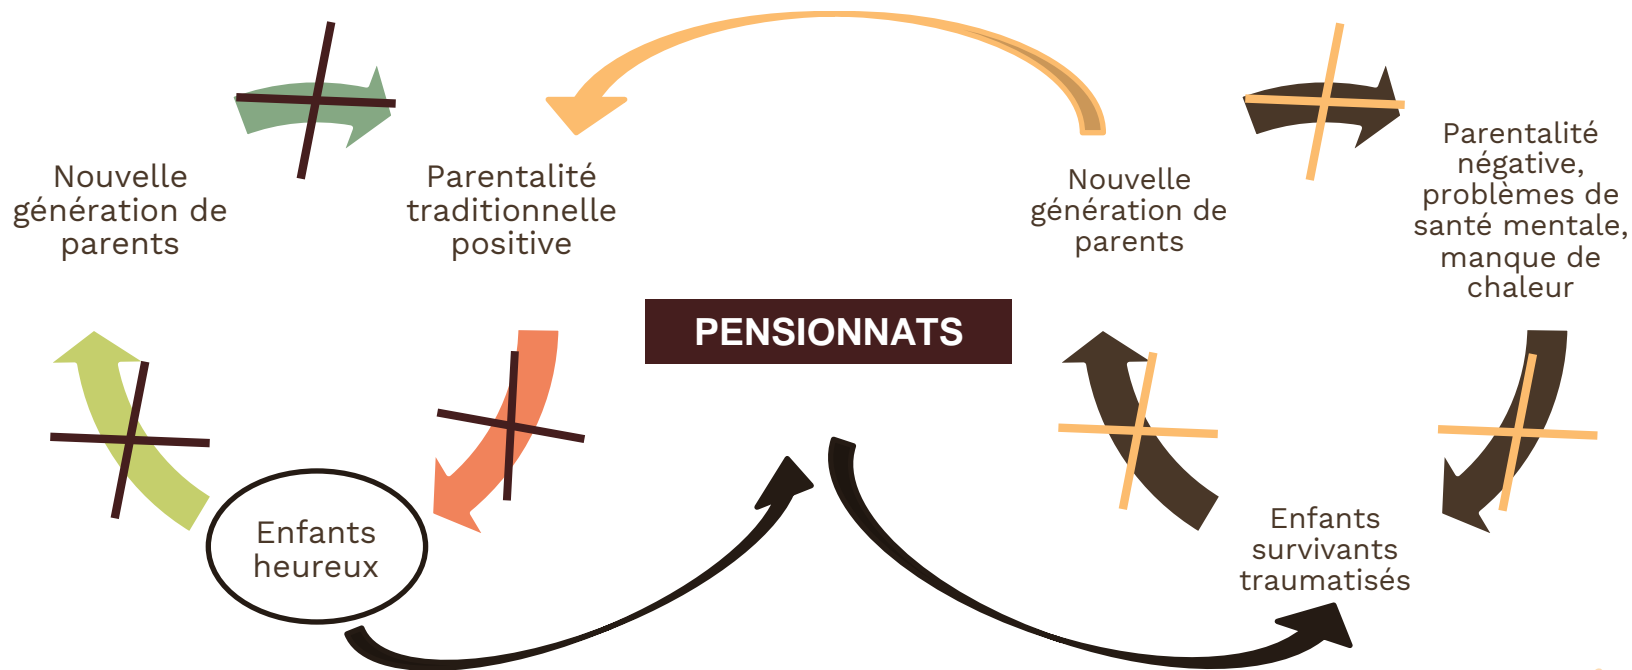 Nouvelle
génération de
parents
Parentalité
traditionnelle
positive
Nouvelle
génération de
parents
Parentalité
négative,
problèmes de
santé mentale,
manque de
chaleur
PENSIONNATS
Enfants
heureux
Enfants
survivants
traumatisés